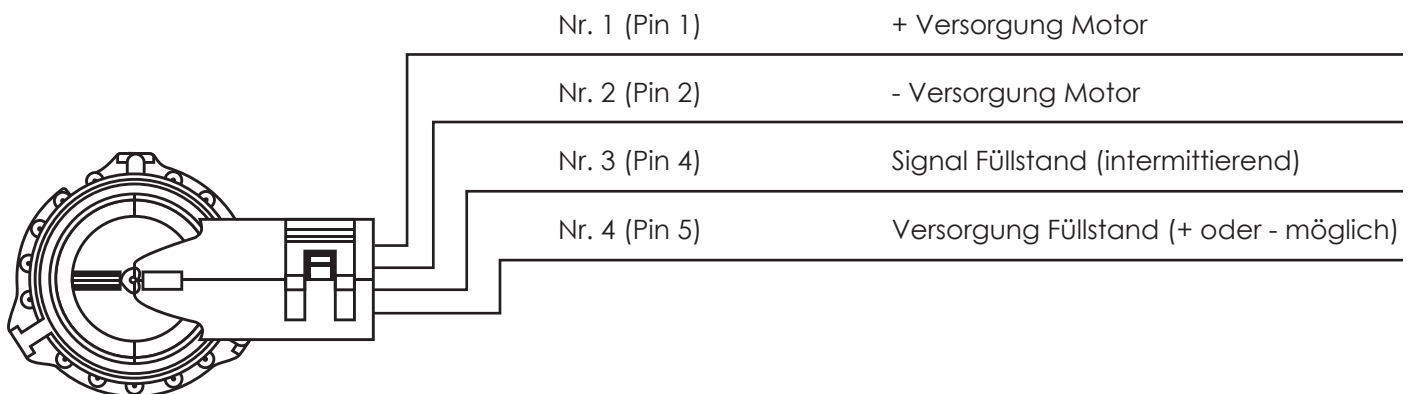 Nr. 1 (Pin 1) + Versorgung Motor
Nr. 2 (Pin 2) - Versorgung Motor
Nr. 3 (Pin 4) Signal Füllstand (intermittierend)
Nr. 4 (Pin 5) Versorgung Füllstand (+ oder - möglich)